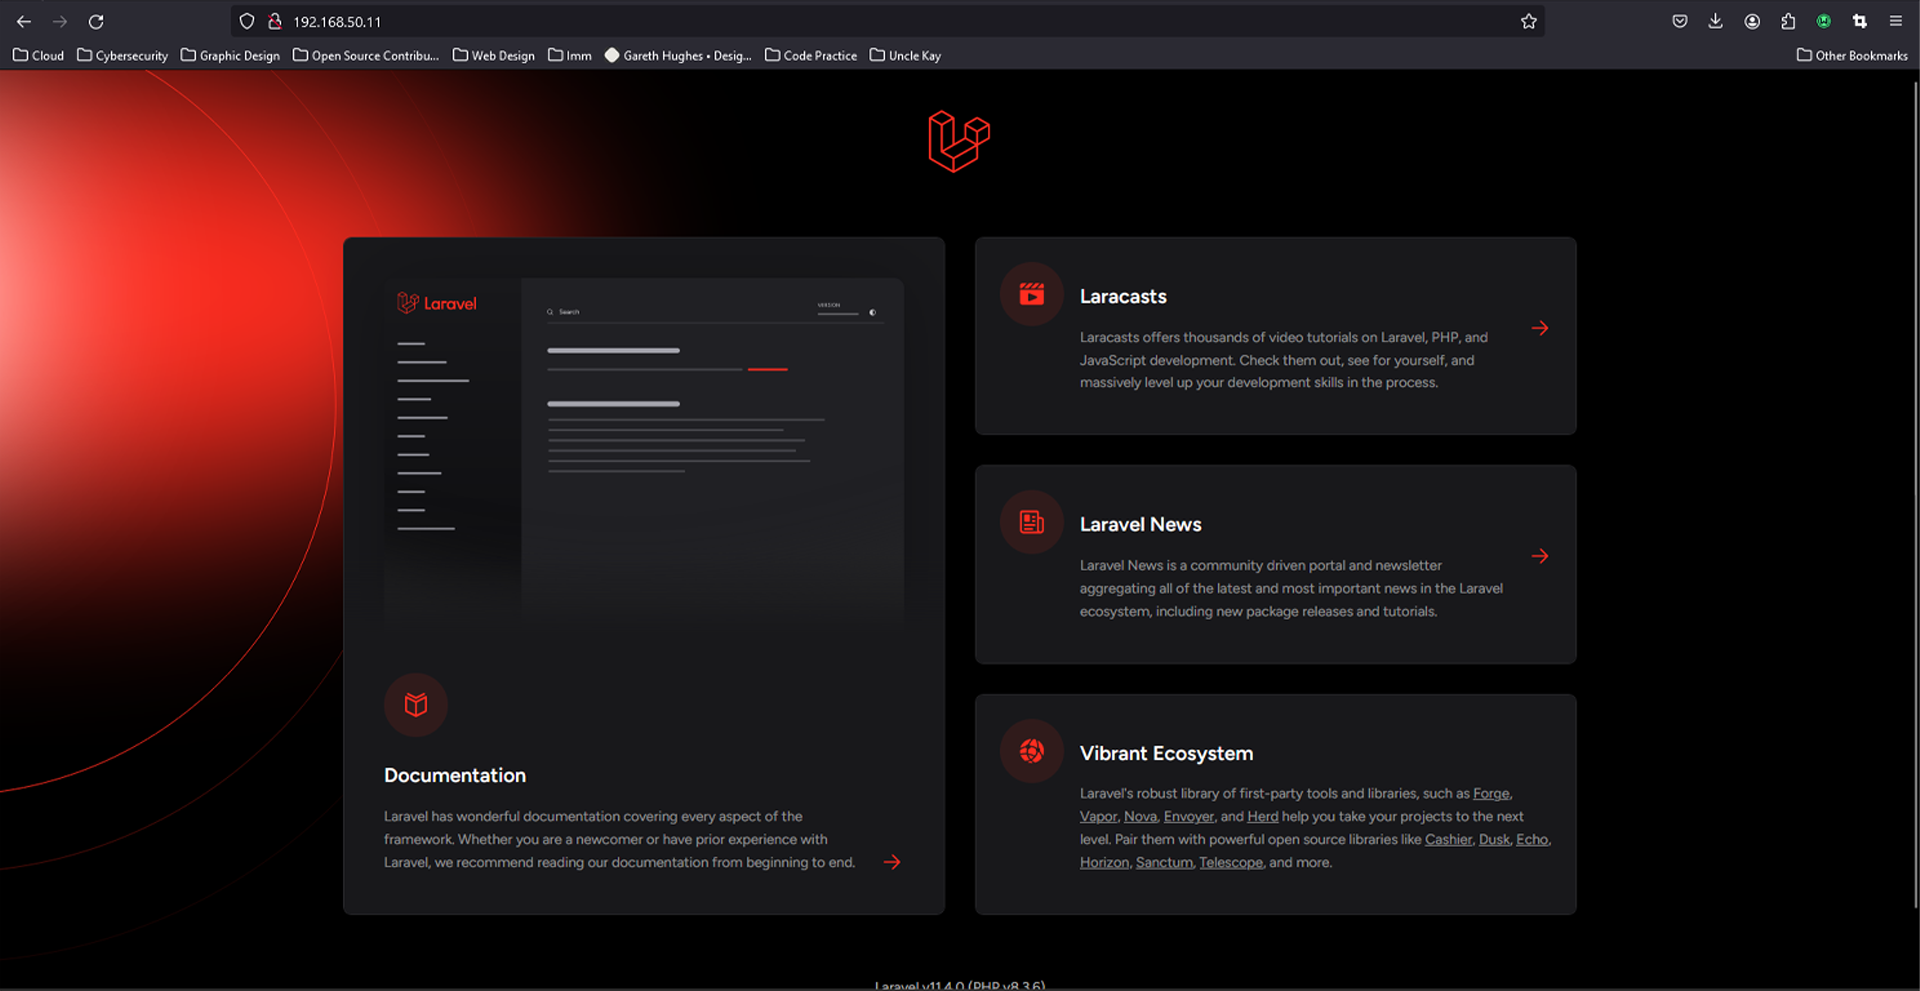 192.168.50.11
Cloud
Cybersecurity
Graphic Design
Open Source Contribu...
Web Design
Imm
Gareth Hughes • Desig...
Code Practice
Uncle Kay
Other Bookmarks
Laravel
Search
VERSION
Documentation
Laravel has wonderful documentation covering every aspect of the
framework. Whether you are a newcomer or have prior experience with
Laravel, we recommend reading our documentation from beginning to end.
Laracasts
Laracasts offers thousands of video tutorials on Laravel, PHP, and
JavaScript development. Check them out, see for yourself, and
massively level up your development skills in the process.
Laravel News
Laravel News is a community driven portal and newsletter
aggregating all of the latest and most important news in the Laravel
ecosystem, including new package releases and tutorials.
Vibrant Ecosystem
Laravel's robust library of first-party tools and libraries, such as Forge,
Vapor, Nova, Envoyer, and Herd help you take your projects to the next
level. Pair them with powerful open source libraries like Cashier, Dusk, Echo,
Horizon, Sanctum, Telescope, and more.
Laravel v11.4.0 (PHP v8.3.6)